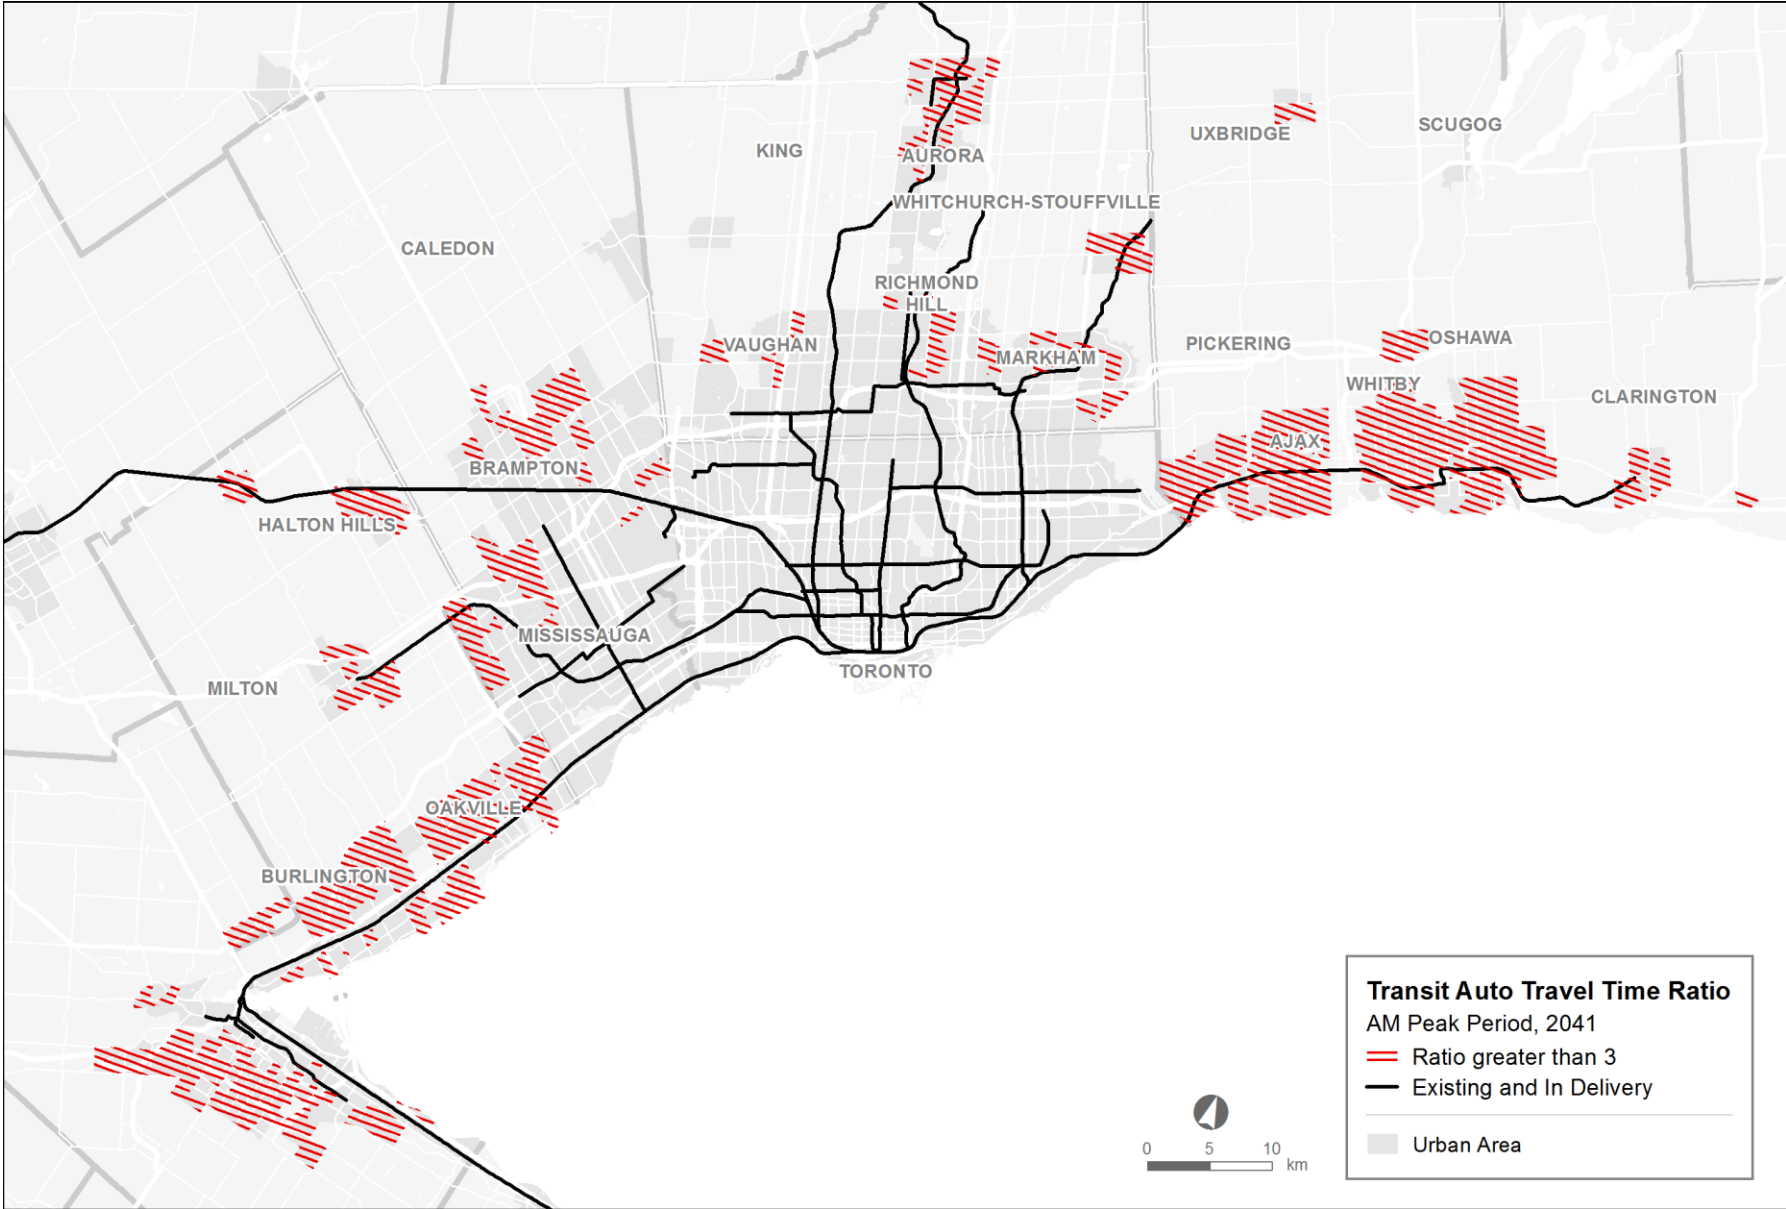 UXBRIDGE
SCUGOG
KING
AURORA
WHITCHURCH-STOUFFVILLE
CALEDON
RICHMOND
HILL
VAUGHAN
MARKHAM
PICKERING
OSHAWA
WHITBY
CLARINGTON
AJAX
BRAMPTON
HALTON HILLS
MISSISSAUGA
TORONTO
MILTON
OAKVILLE
BURLINGTON
Transit Auto Travel Time Ratio
AM Peak Period, 2041
Ratio greater than 3
Existing and In Delivery
Urban Area
0 5 10
km